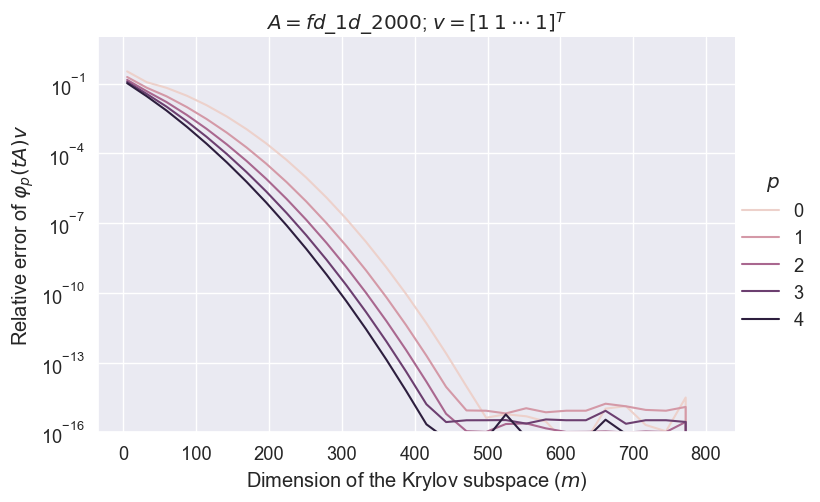 A = fd_1d_2000; v = [1 1 ⋯ 1]^T
Relative error of φ_p(tA)v
10^{-1}
10^{-4}
10^{-7}
10^{-10}
10^{-13}
10^{-16}
0 100 200 300 400 500 600 700 800
Dimension of the Krylov subspace (m)
p
0
1
2
3
4